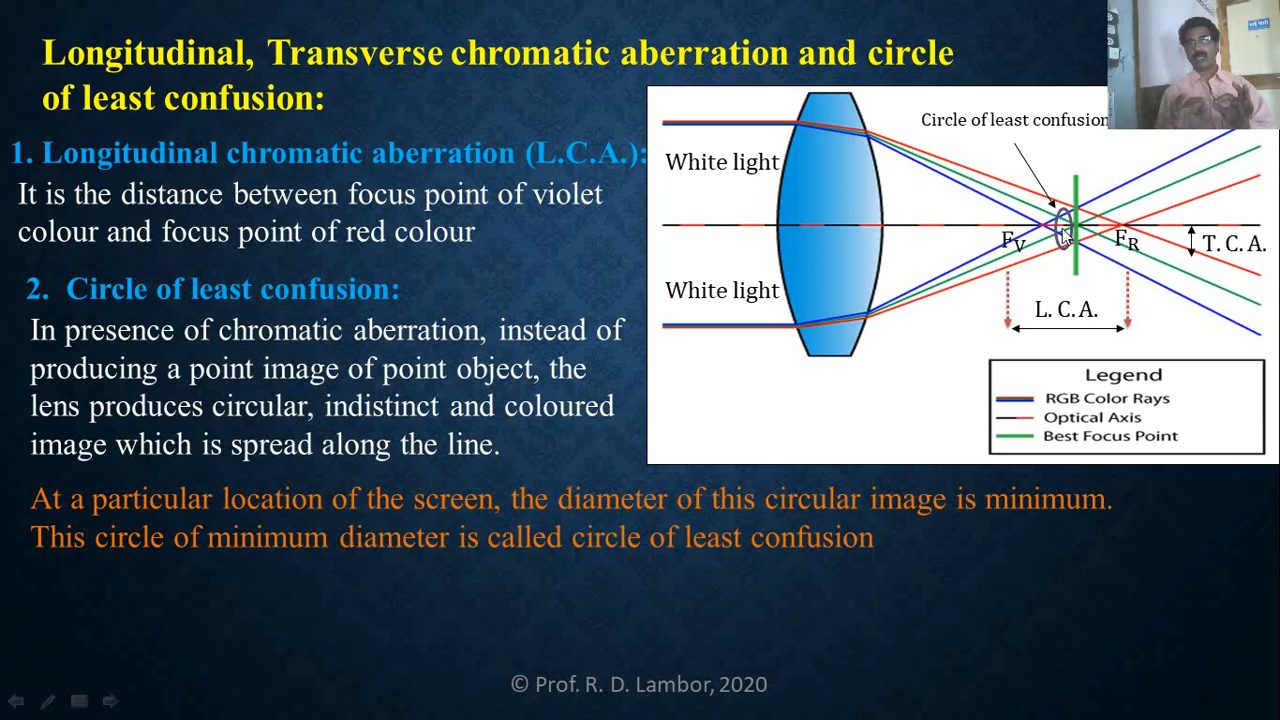 Longitudinal, Transverse chromatic aberration and circle
of least confusion:
1. Longitudinal chromatic aberration (L.C.A.):
It is the distance between focus point of violet
colour and focus point of red colour
2. Circle of least confusion:
In presence of chromatic aberration, instead of
producing a point image of point object, the
lens produces circular, indistinct and coloured
image which is spread along the line.
At a particular location of the screen, the diameter of this circular image is minimum.
This circle of minimum diameter is called circle of least confusion
Circle of least confusion
White light
F_V
F_R
T. C. A.
White light
L. C. A.
Legend
RGB Color Rays
Optical Axis
Best Focus Point
© Prof. R. D. Lambor, 2020